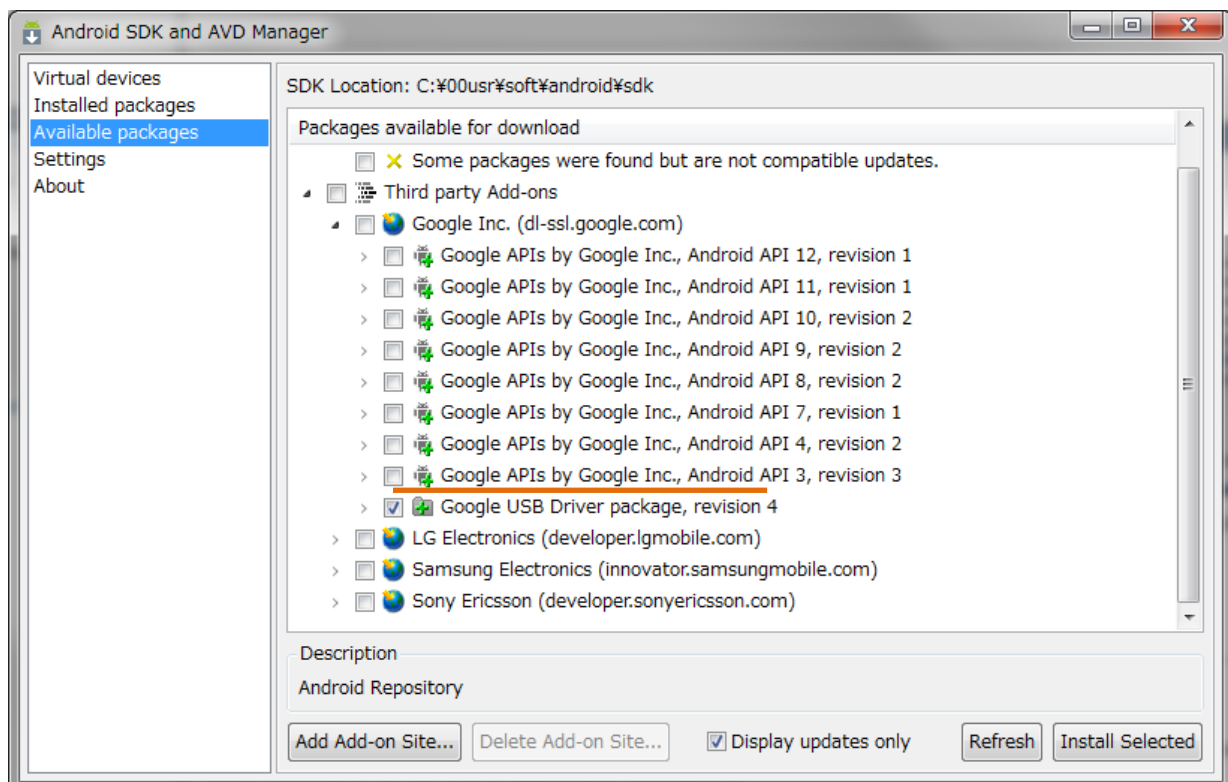 Android SDK and AVD Manager
Virtual devices
Installed packages
Available packages
Settings
About
SDK Location: C:¥00usr¥soft¥android¥sdk
Packages available for download
Some packages were found but are not compatible updates.
Third party Add-ons
Google Inc. (dl-ssl.google.com)
Google APIs by Google Inc., Android API 12, revision 1
Google APIs by Google Inc., Android API 11, revision 1
Google APIs by Google Inc., Android API 10, revision 2
Google APIs by Google Inc., Android API 9, revision 2
Google APIs by Google Inc., Android API 8, revision 2
Google APIs by Google Inc., Android API 7, revision 1
Google APIs by Google Inc., Android API 4, revision 2
Google APIs by Google Inc., Android API 3, revision 3
Google USB Driver package, revision 4
LG Electronics (developer.lgmobile.com)
Samsung Electronics (innovator.samsungmobile.com)
Sony Ericsson (developer.sonyericsson.com)
Description
Android Repository
Add Add-on Site... Delete Add-on Site... Display updates only Refresh Install Selected